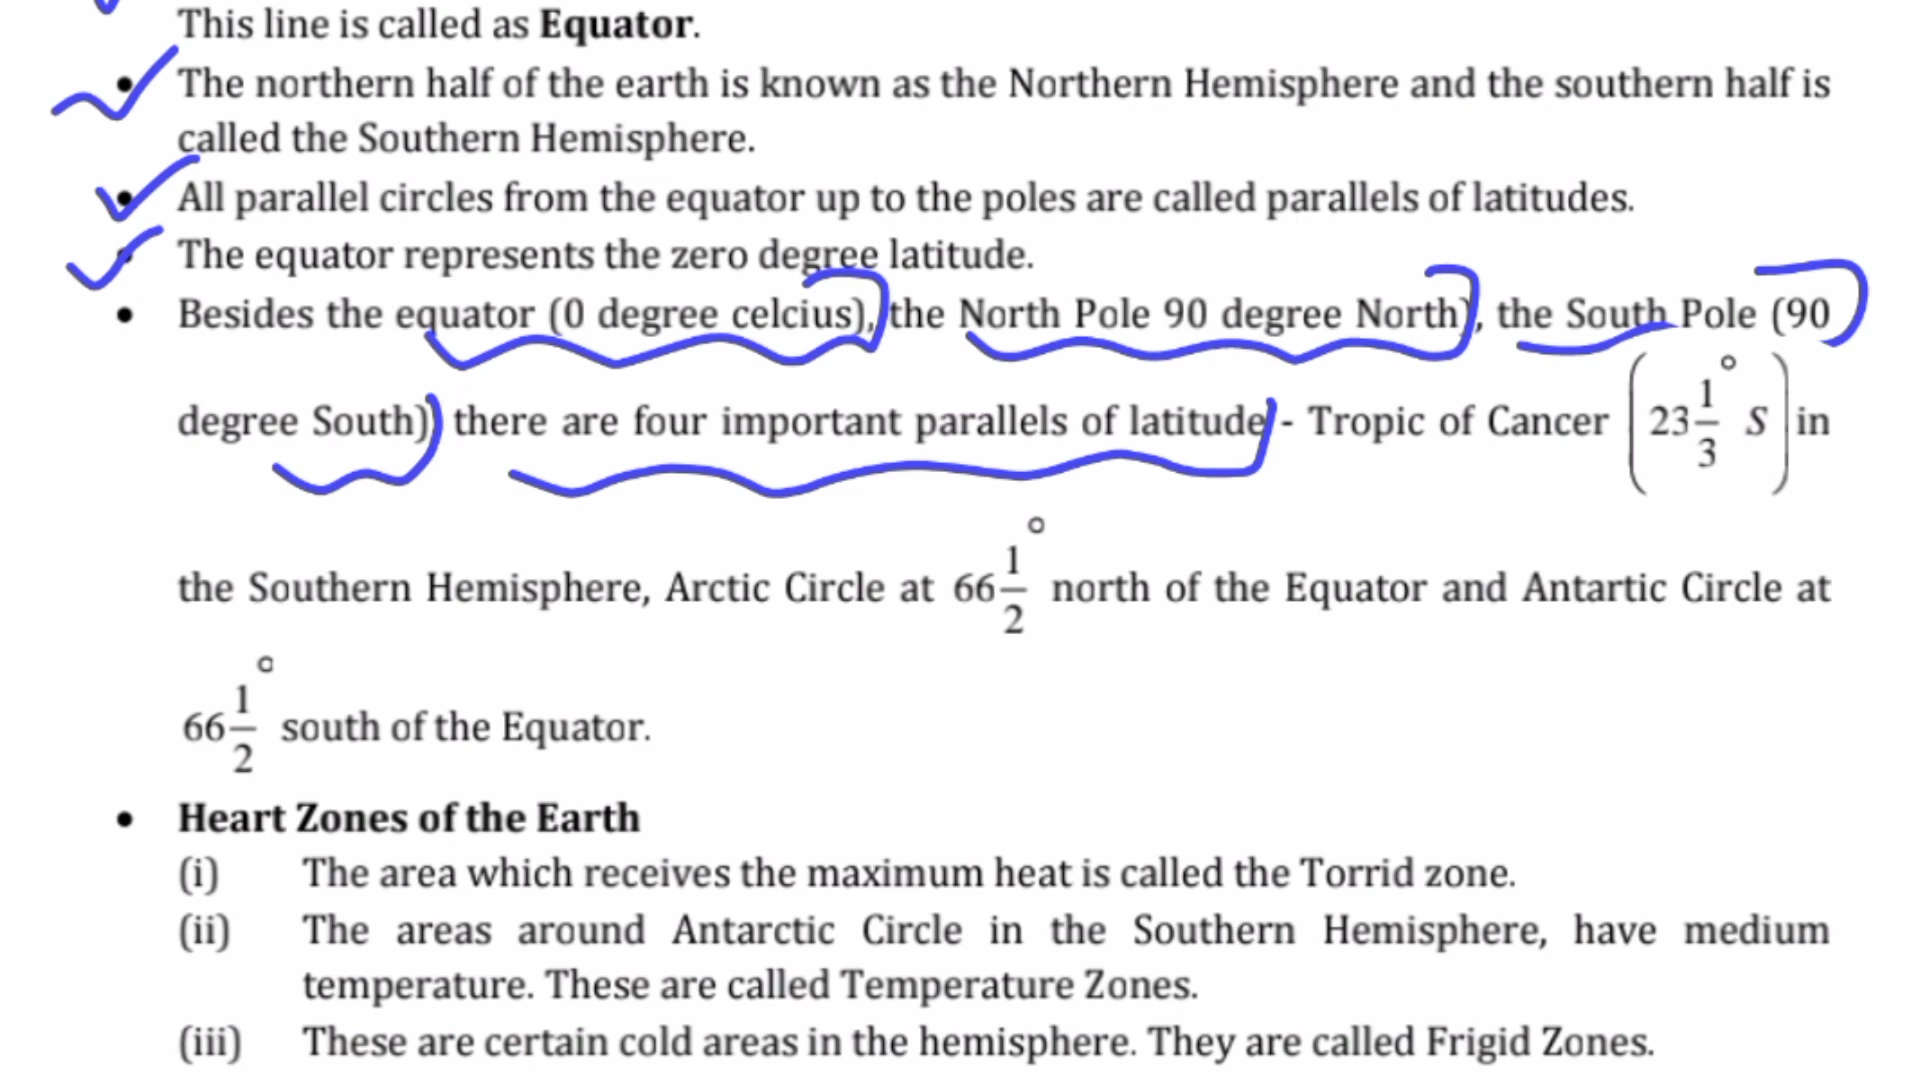 This line is called as Equator.
• The northern half of the earth is known as the Northern Hemisphere and the southern half is
called the Southern Hemisphere.
• All parallel circles from the equator up to the poles are called parallels of latitudes.
• The equator represents the zero degree latitude.
• Besides the equator (0 degree celcius), the North Pole 90 degree North), the South Pole (90
degree South)) there are four important parallels of latitude - Tropic of Cancer (23 1/3° S) in
the Southern Hemisphere, Arctic Circle at 66 1/2° north of the Equator and Antartic Circle at
66 1/2° south of the Equator.
• Heart Zones of the Earth
(i) The area which receives the maximum heat is called the Torrid zone.
(ii) The areas around Antarctic Circle in the Southern Hemisphere, have medium
temperature. These are called Temperature Zones.
(iii) These are certain cold areas in the hemisphere. They are called Frigid Zones.